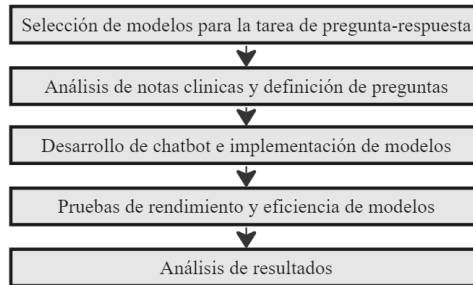 Selección de modelos para la tarea de pregunta-respuesta
Análisis de notas clinicas y definición de preguntas
Desarrollo de chatbot e implementación de modelos
Pruebas de rendimiento y eficiencia de modelos
Análisis de resultados